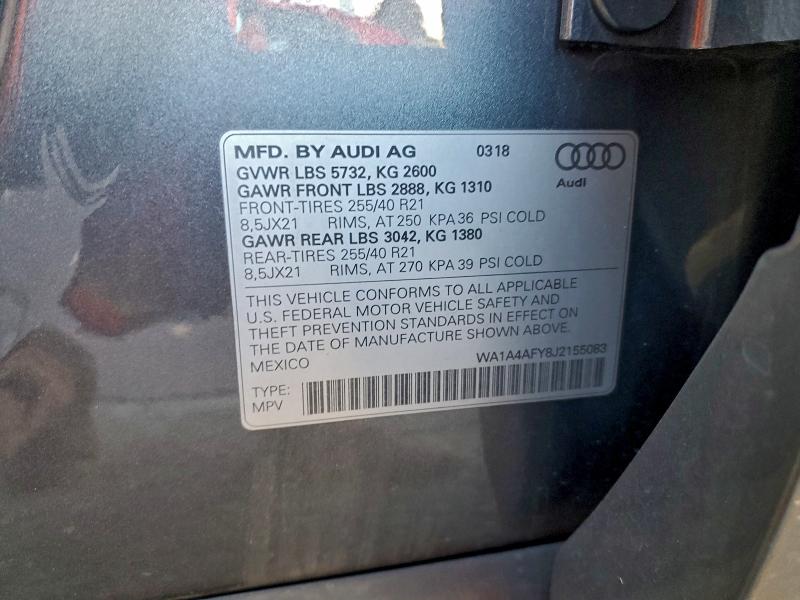 MFD. BY AUDI AG 0318
Audi
GVWR LBS 5732, KG 2600
GAWR FRONT LBS 2888, KG 1310
FRONT-TIRES 255/40 R21
8,5JX21 RIMS, AT 250 KPA 36 PSI COLD
GAWR REAR LBS 3042, KG 1380
REAR-TIRES 255/40 R21
8,5JX21 RIMS, AT 270 KPA 39 PSI COLD
THIS VEHICLE CONFORMS TO ALL APPLICABLE
U.S. FEDERAL MOTOR VEHICLE SAFETY AND
THEFT PREVENTION STANDARDS IN EFFECT ON
THE DATE OF MANUFACTURE SHOWN ABOVE.
MEXICO WA1A4AFY8J2155083
TYPE:
MPV